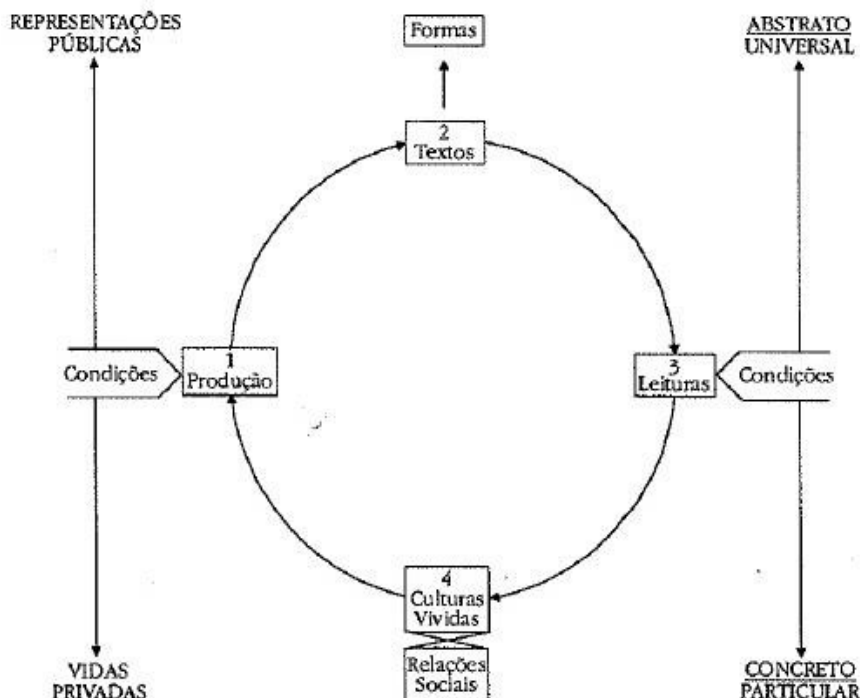 REPRESENTAÇÕES
PÚBLICAS
Formas
ABSTRATO
UNIVERSAL
2
Textos
Condições
1
Produção
3
Leituras
Condições
4
Culturas
Vividas
Relações
Sociais
VIDAS
PRIVADAS
CONCRETO
PARTICULAR